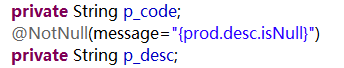 private String p_code;
@NotNull(message="{prod.desc.isNull}")
private String p_desc;